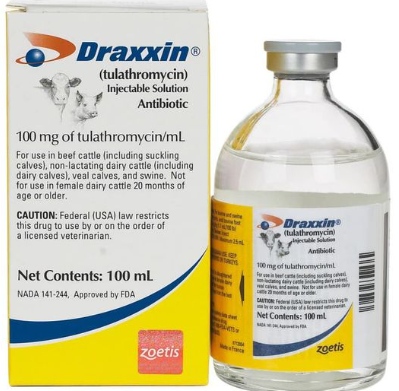 Draxxin®
(tulathromycin)
Injectable Solution
Antibiotic
100 mg of tulathromycin/mL
For use in beef cattle (including suckling
calves), non-lactating dairy cattle (including
dairy calves), veal calves, and swine. Not
for use in female dairy cattle 20 months of
age or older.
CAUTION: Federal (USA) law restricts
this drug to use by or on the order of
a licensed veterinarian.
Net Contents: 100 mL
NADA 141-244, Approved by FDA
zoetis
Draxxin®
(tulathromycin)
Injectable Solution
Antibiotic
100 mg of tulathromycin/mL
For use in beef cattle (including suckling
calves), non-lactating dairy cattle (including
dairy calves), veal calves, and swine. Not for
use in female dairy cattle 20 months of age
or older.
CAUTION: Federal (USA) law restricts this
drug to use by or on the order of a licensed
veterinarian.
Net Contents: 100 mL
NADA 141-244, Approved by FDA
zoetis